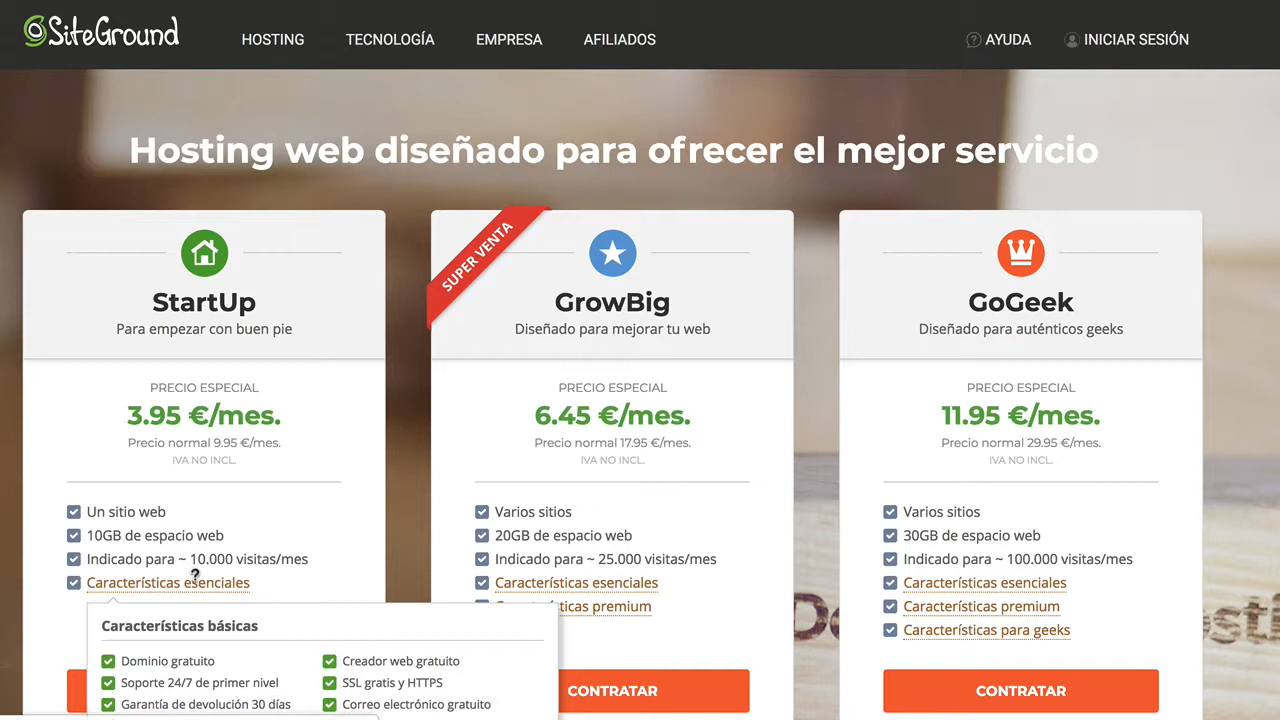 SiteGround
HOSTING
TECNOLOGÍA
EMPRESA
AFILIADOS
AYUDA
INICIAR SESIÓN
Hosting web diseñado para ofrecer el mejor servicio
StartUp
Para empezar con buen pie
PRECIO ESPECIAL
3.95 €/mes.
Precio normal 9.95 €/mes.
IVA NO INCL.
Un sitio web
10GB de espacio web
Indicado para ~ 10.000 visitas/mes
Características esenciales
Características básicas
Dominio gratuito
Creador web gratuito
Soporte 24/7 de primer nivel
SSL gratis y HTTPS
Garantía de devolución 30 días
Correo electrónico gratuito
SUPER VENTA
GrowBig
Diseñado para mejorar tu web
PRECIO ESPECIAL
6.45 €/mes.
Precio normal 17.95 €/mes.
IVA NO INCL.
Varios sitios
20GB de espacio web
Indicado para ~ 25.000 visitas/mes
Características esenciales
premium
CONTRATAR
GoGeek
Diseñado para auténticos geeks
PRECIO ESPECIAL
11.95 €/mes.
Precio normal 29.95 €/mes.
IVA NO INCL.
Varios sitios
30GB de espacio web
Indicado para ~ 100.000 visitas/mes
Características esenciales
Características premium
Características para geeks
CONTRATAR